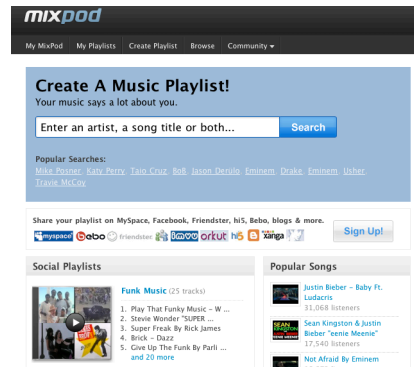 mixpod
My MixPod My Playlists Create Playlist Browse Community
Create A Music Playlist!
Your music says a lot about you.
Enter an artist, a song title or both... Search
Popular Searches:
Mike Posner, Katy Perry, Taio Cruz, BoB, Jason Derulo, Eminem, Drake, Eminem, Usher,
Travie McCoy
Share your playlist on MySpace, Facebook, Friendster, hi5, Bebo, blogs & more.
myspace bebo friendster orkut hi5 xanga
Sign Up!
Social Playlists
Funk Music (25 tracks)
1. Play That Funky Music - W ...
2. Stevie Wonder "SUPER ...
3. Super Freak By Rick James
4. Brick - Dazz
5. Give Up The Funk By Parli ...
and 20 more
Popular Songs
Justin Bieber - Baby Ft.
Ludacris
31,068 listeners
Sean Kingston & Justin
Bieber "eenie Meenie"
17,540 listeners
Not Afraid By Eminem